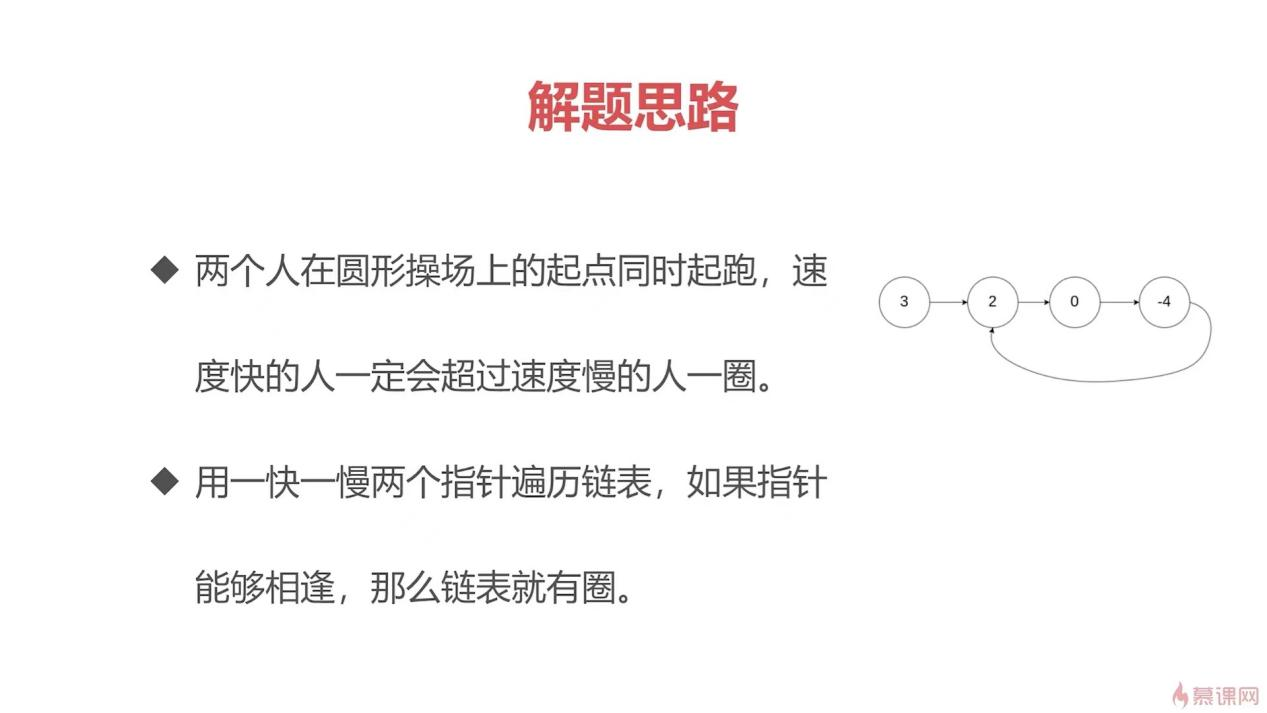 解题思路
◆ 两个人在圆形操场上的起点同时起跑，速
度快的人一定会超过速度慢的人一圈。
◆ 用一快一慢两个指针遍历链表，如果指针
能够相逢，那么链表就有圈。
3 2 0 -4
慕课网